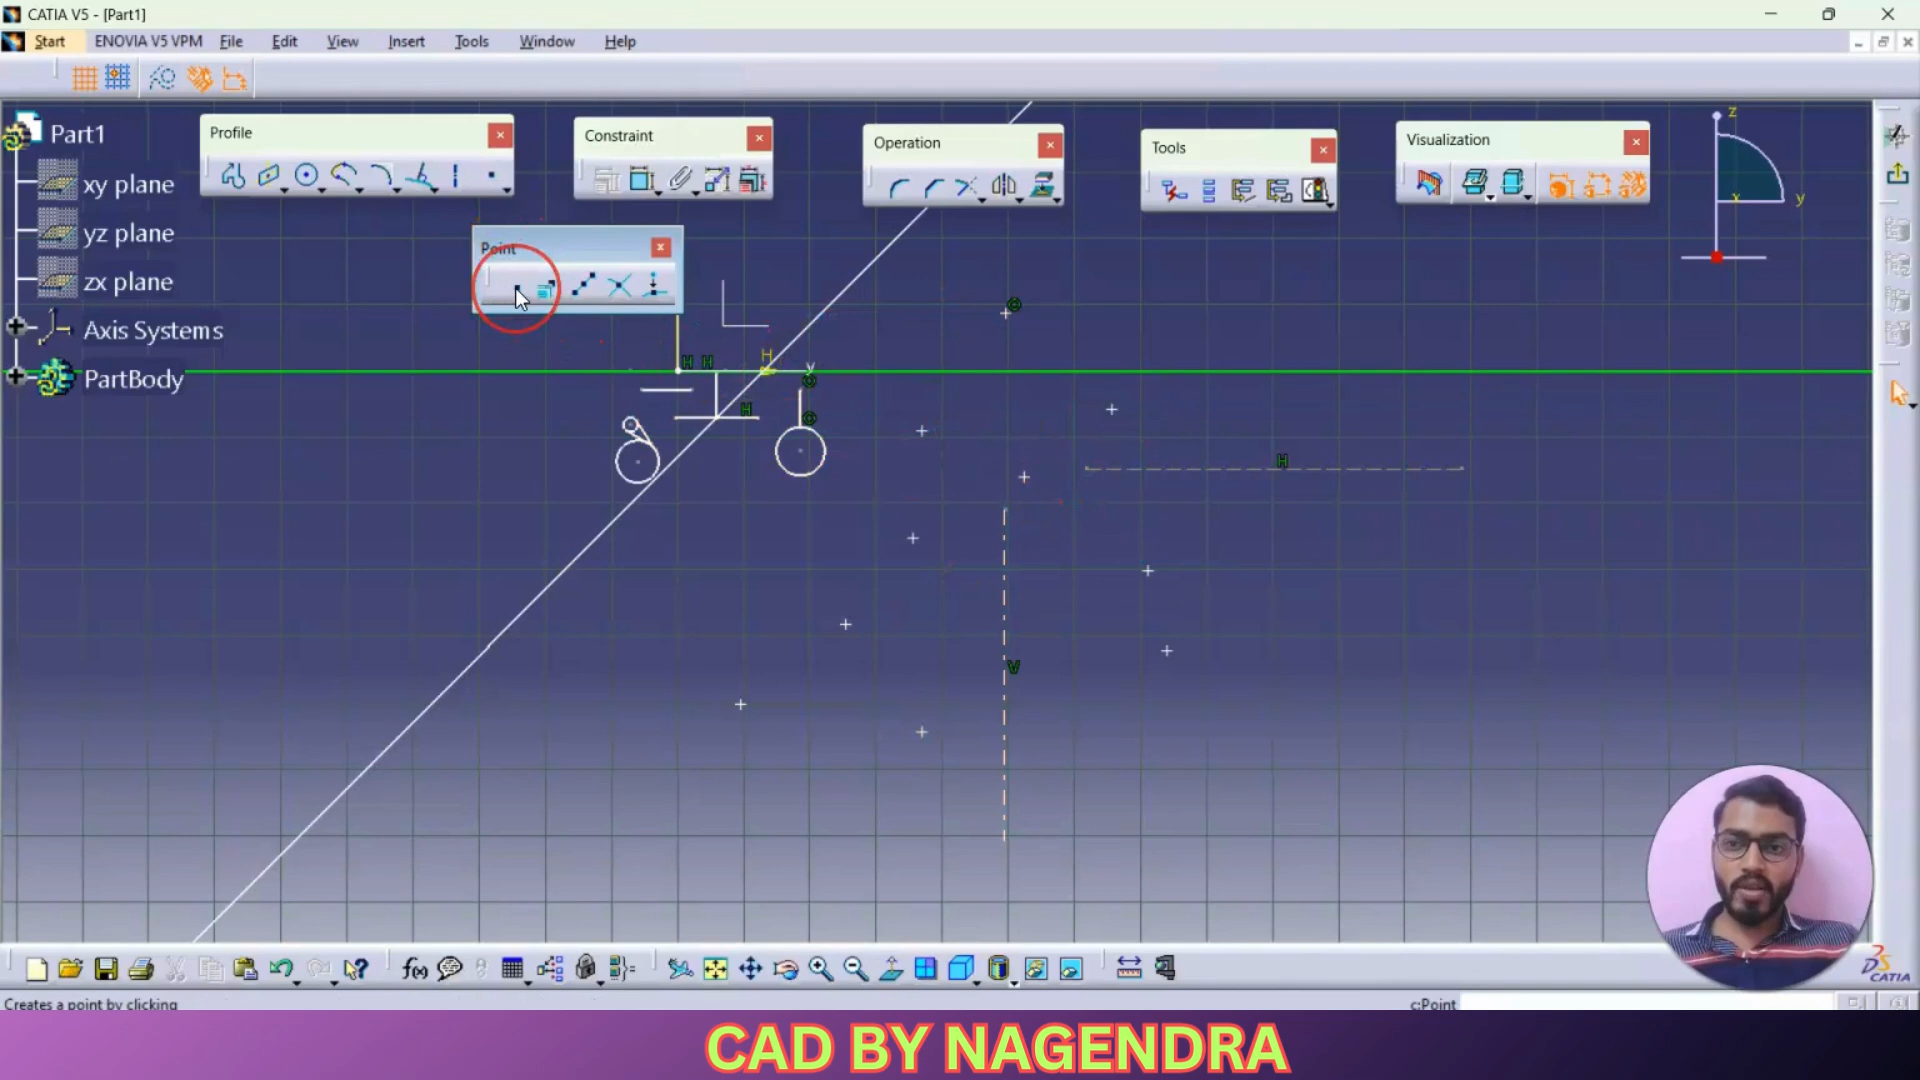 CATIA V5 - [Part1]
Start ENOVIA V5 VPM File Edit View Insert Tools Window Help
Part1
xy plane
yz plane
zx plane
Axis Systems
PartBody
Profile
Constraint
Operation
Tools
Visualization
Point
z
x
y
H H
H
y
H
H
V
f(x)
Creates a point by clicking
c:Point
CATIA
CAD BY NAGENDRA